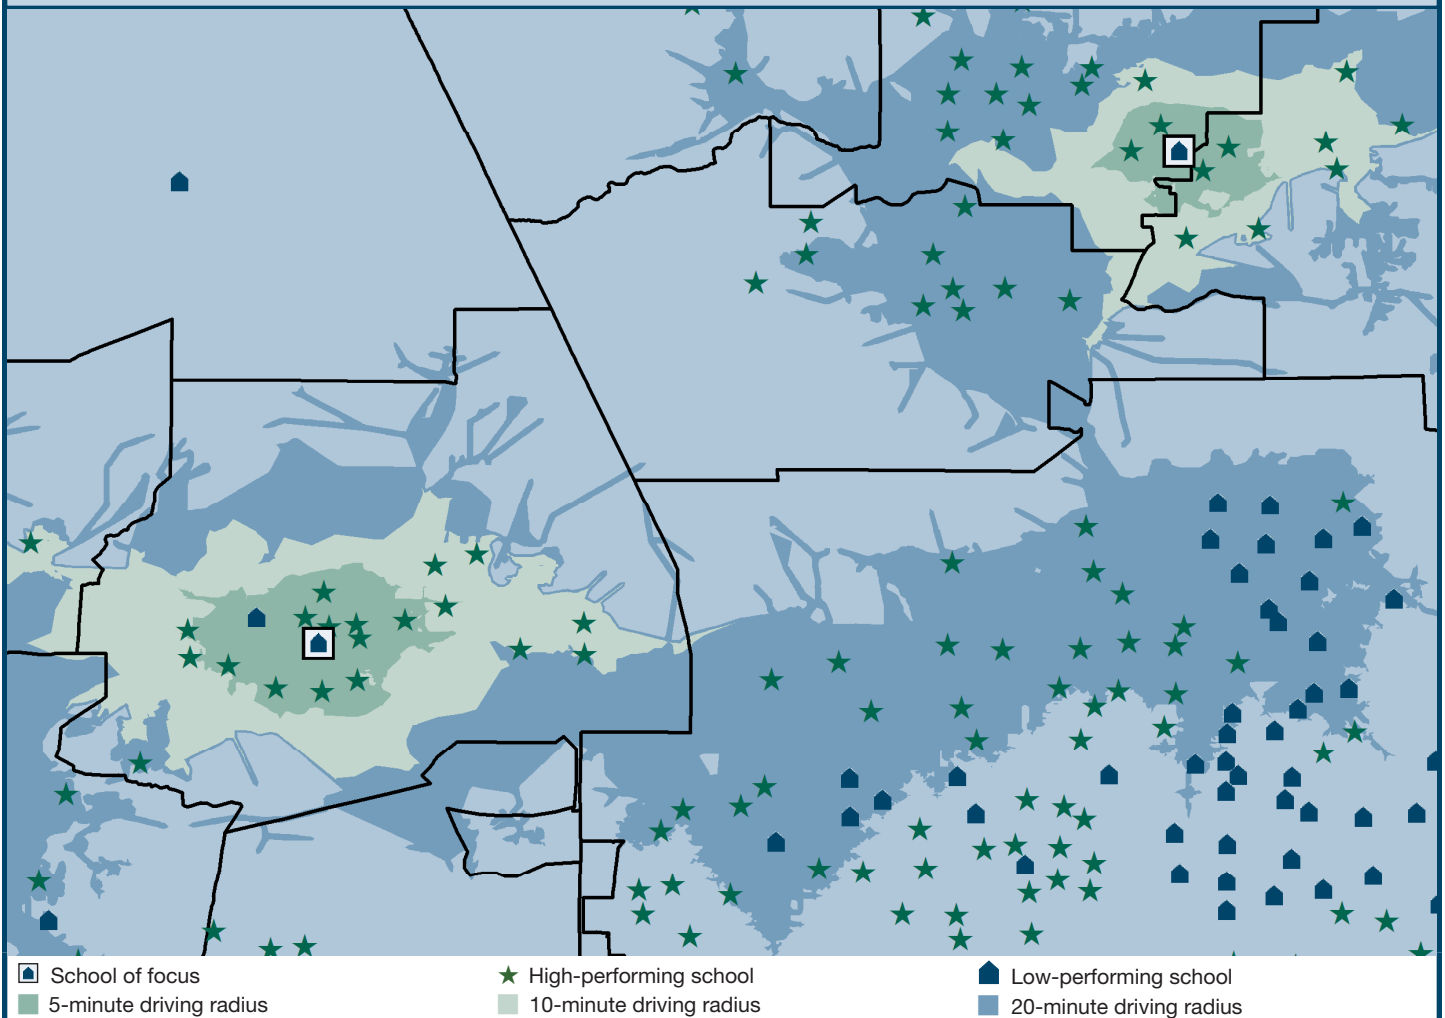 School of focus
High-performing school
Low-performing school
5-minute driving radius
10-minute driving radius
20-minute driving radius